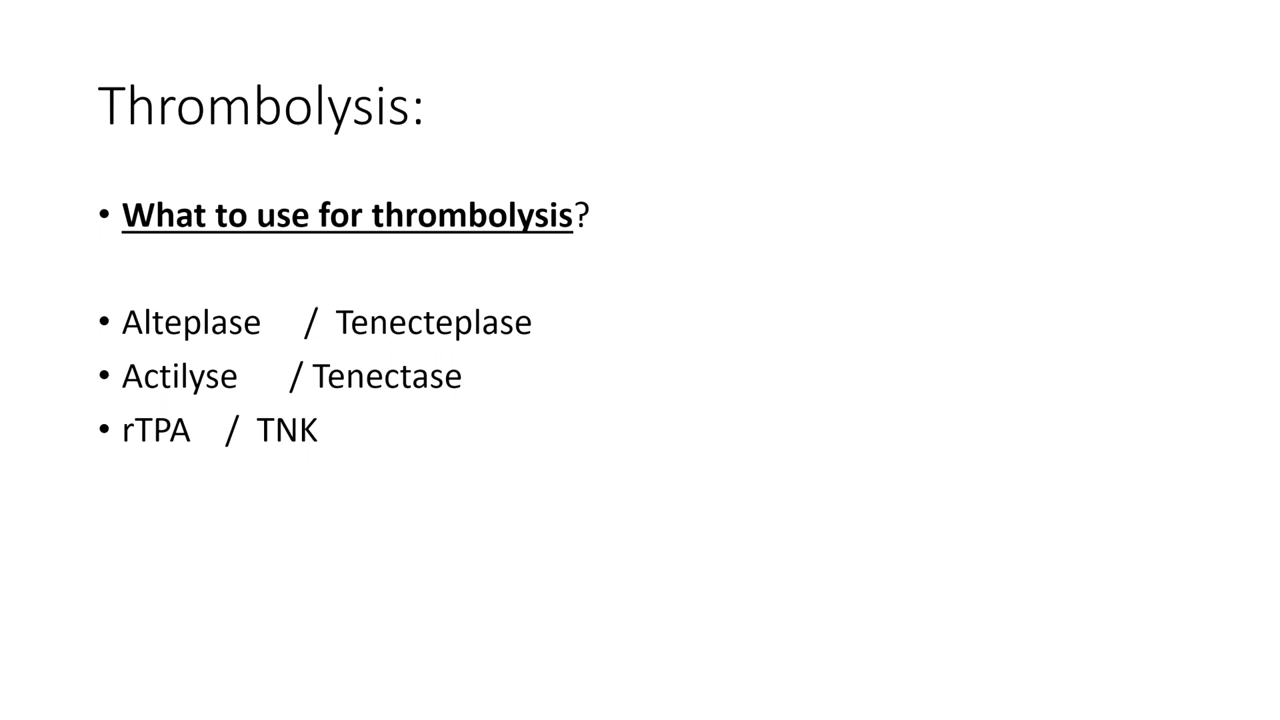 Thrombolysis:
• What to use for thrombolysis?
• Alteplase / Tenecteplase
• Actilyse / Tenectase
• rTPA / TNK